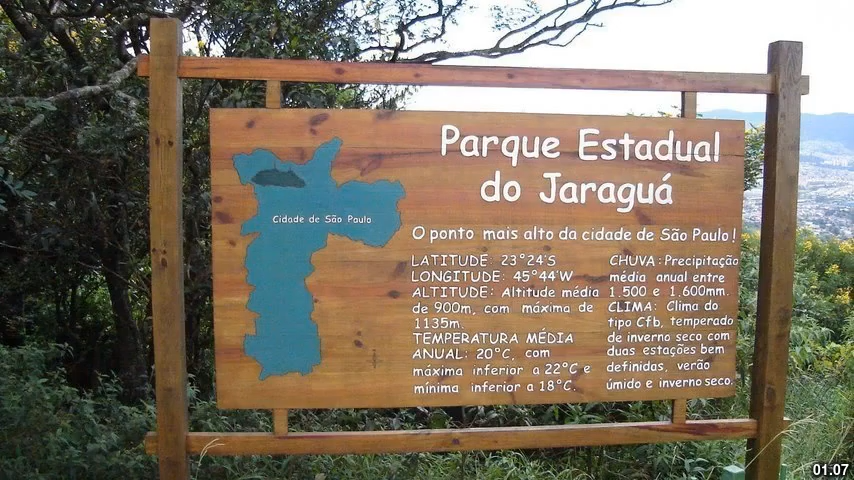 Parque Estadual
do Jaraguá
Cidade de São Paulo
O ponto mais alto da cidade de São Paulo!
LATITUDE: 23°24'S
LONGITUDE: 45°44'W
ALTITUDE: Altitude média
de 900m, com máxima de
1135m.
TEMPERATURA MÉDIA
ANUAL: 20°C, com
máxima inferior a 22°C e
mínima inferior a 18°C.
CHUVA: Precipitação
média anual entre
1.500 e 1.600mm.
CLIMA: Clima do
tipo Cfb, temperado
de inverno seco com
duas estações bem
definidas, verão
úmido e inverno seco.
01.07